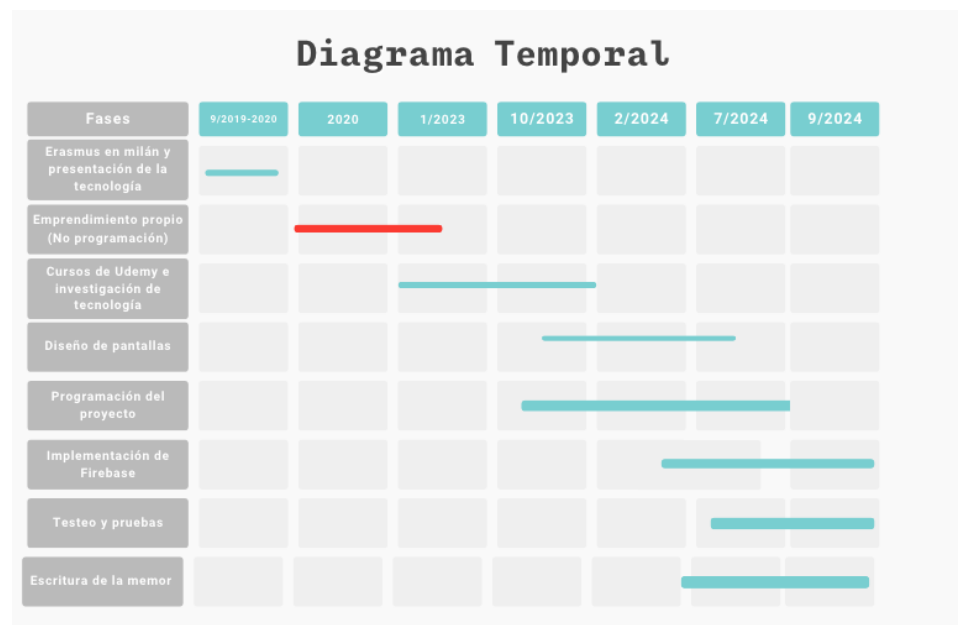 Diagrama Temporal
Fases
9/2019-2020
2020
1/2023
10/2023
2/2024
7/2024
9/2024
Erasmus en milán y
presentación de la
tecnología
Emprendimiento propio
(No programación)
Cursos de Udemy e
investigación de
tecnología
Diseño de pantallas
Programación del
proyecto
Implementación de
Firebase
Testeo y pruebas
Escritura de la memor